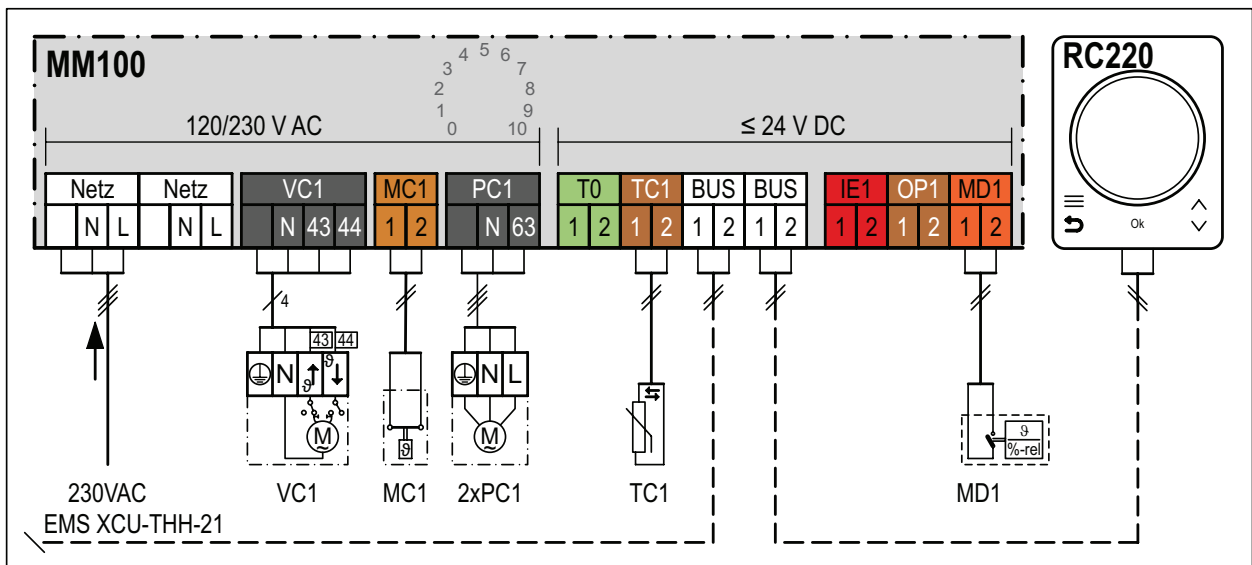 MM100
RC220
0 1 2 3 4 5 6 7 8 9 10
120/230 V AC
≤ 24 V DC
Netz Netz VC1 MC1 PC1 T0 TC1 BUS BUS IE1 OP1 MD1
N L N L N 43 44 1 2 N 63 1 2 1 2 1 2 1 2 1 2 1 2 1 2
Ok
4
43 44
N ϑ ϑ
N L
M
ϑ
M
ϑ
%-rel
230VAC VC1 MC1 2xPC1 TC1 MD1
EMS XCU-THH-21